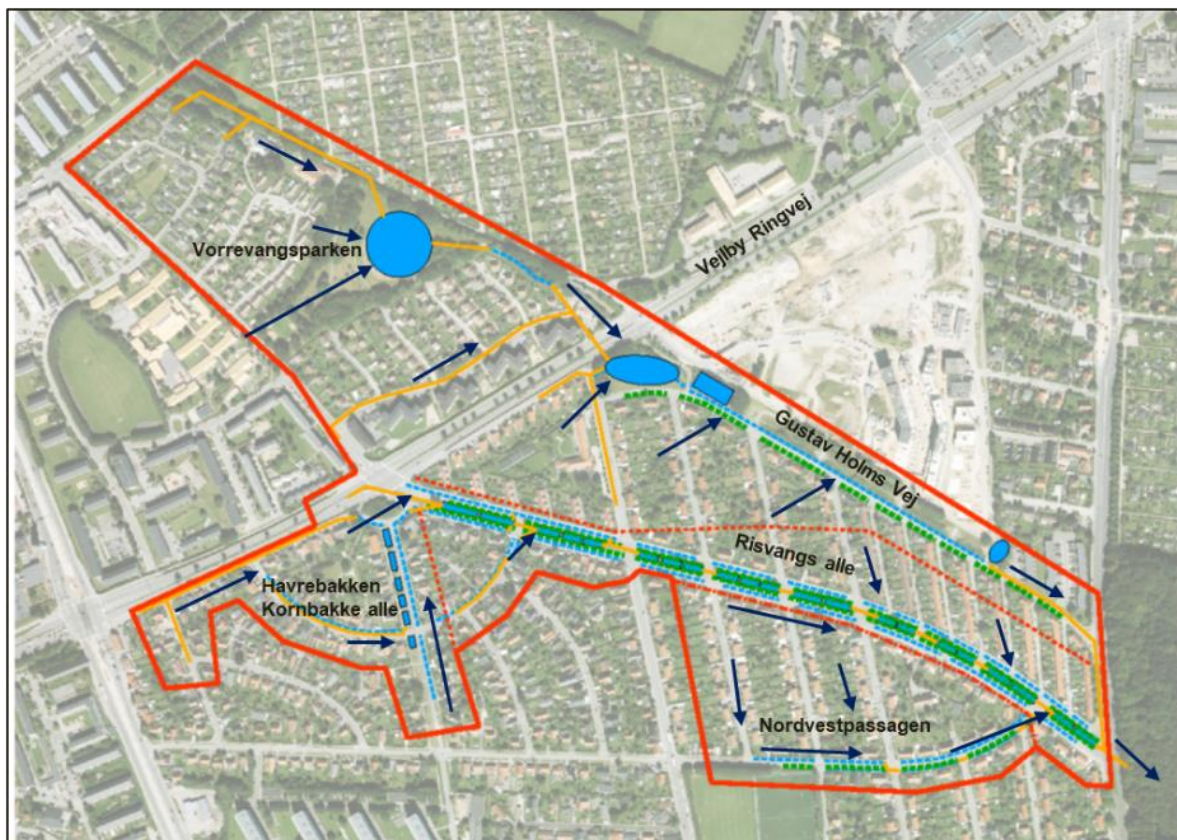 Vorrevangsparken
Vejlby Ringvej
Gustav Holms Vej
Risvangs alle
Havrebakken
Kornbakke alle
Nordvestpassagen